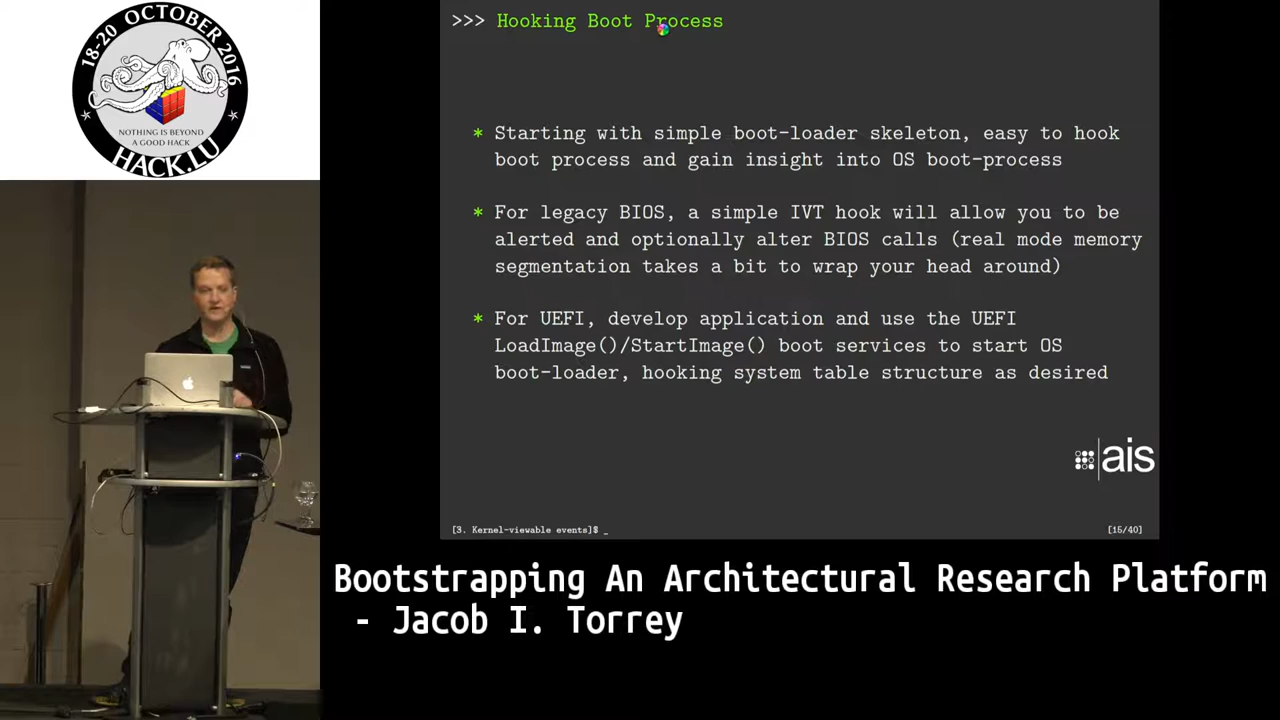 18-20 OCTOBER 2016
NOTHING IS BEYOND
A GOOD HACK
HACK.LU
>>> Hooking Boot Process
* Starting with simple boot-loader skeleton, easy to hook
boot process and gain insight into OS boot-process
* For legacy BIOS, a simple IVT hook will allow you to be
alerted and optionally alter BIOS calls (real mode memory
segmentation takes a bit to wrap your head around)
* For UEFI, develop application and use the UEFI
LoadImage()/StartImage() boot services to start OS
boot-loader, hooking system table structure as desired
ais
[3. Kernel-viewable events]$ _
[15/40]
Bootstrapping An Architectural Research Platform
- Jacob I. Torrey